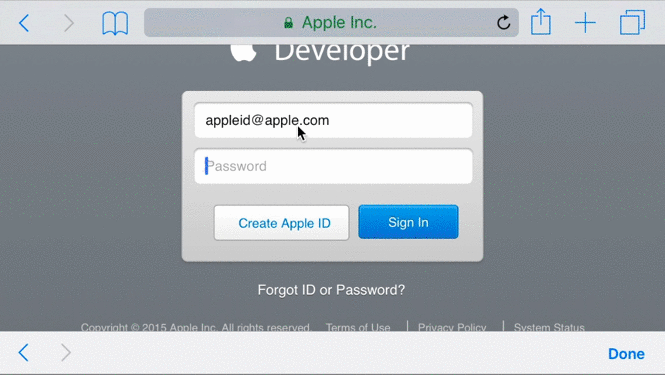 Apple Inc.
Developer
appleid@apple.com
Password
Create Apple ID
Sign In
Forgot ID or Password?
Copyright © 2015 Apple Inc. All rights reserved. Terms of Use | Privacy Policy | System Status
Done